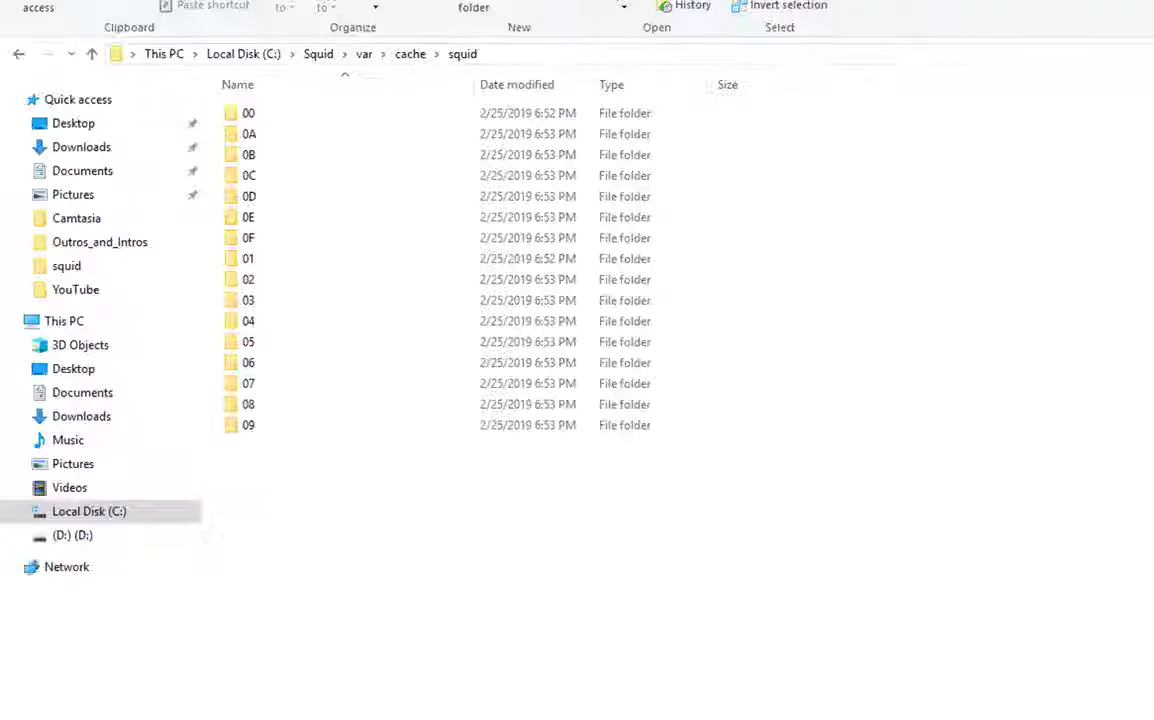 access
Paste shortcut
to
to
folder
History
Invert selection
Clipboard
Organize
New
Open
Select
This PC > Local Disk (C:) > Squid > var > cache > squid
Name
Date modified
Type
Size
Quick access
Desktop
Downloads
Documents
Pictures
Camtasia
Outros_and_Intros
squid
YouTube
This PC
3D Objects
Desktop
Documents
Downloads
Music
Pictures
Videos
Local Disk (C:)
(D:) (D:)
Network
00 2/25/2019 6:52 PM File folder
0A 2/25/2019 6:53 PM File folder
0B 2/25/2019 6:53 PM File folder
0C 2/25/2019 6:53 PM File folder
0D 2/25/2019 6:53 PM File folder
0E 2/25/2019 6:53 PM File folder
0F 2/25/2019 6:53 PM File folder
01 2/25/2019 6:52 PM File folder
02 2/25/2019 6:53 PM File folder
03 2/25/2019 6:53 PM File folder
04 2/25/2019 6:53 PM File folder
05 2/25/2019 6:53 PM File folder
06 2/25/2019 6:53 PM File folder
07 2/25/2019 6:53 PM File folder
08 2/25/2019 6:53 PM File folder
09 2/25/2019 6:53 PM File folder